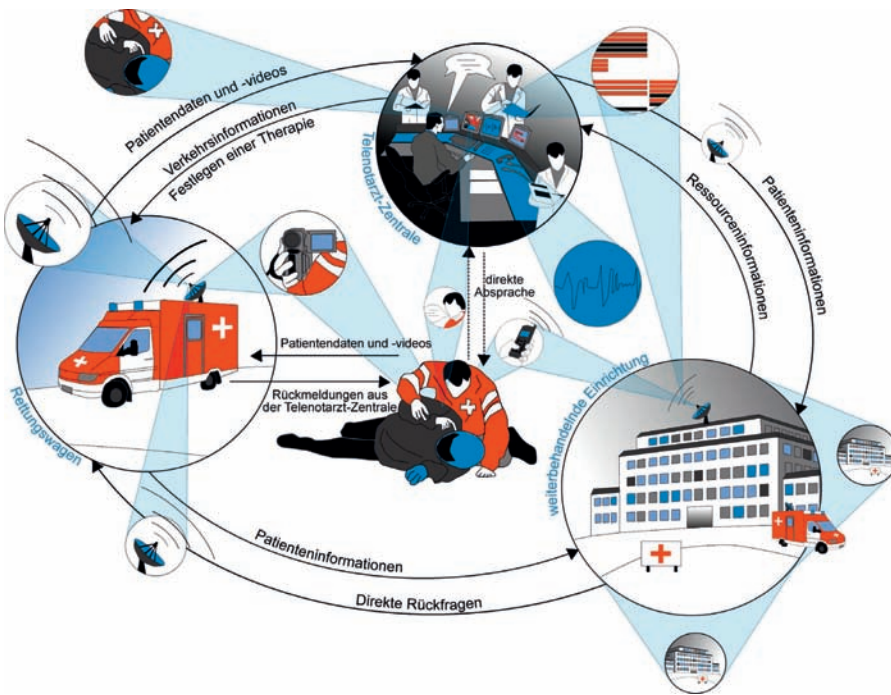 Patientendaten und -videos
Verkehrsinformationen
Festlegen einer Therapie
Telenotarzt-Zentrale
Patienteninformationen
Ressourceninformationen
direkte
Absprache
Patientendaten und -videos
Rückmeldungen aus
der Telenotarzt-Zentrale
Rettungswagen
weiterbehandelnde Einrichtung
Patienteninformationen
Direkte Rückfragen